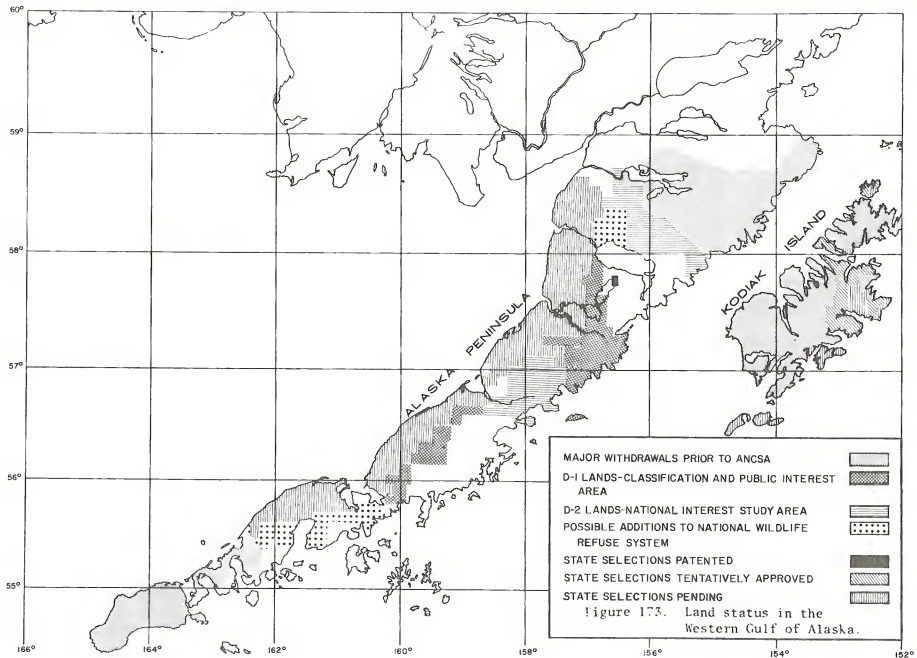 60°
59°
58°
57°
56°
55°
166°
164°
162°
160°
158°
156°
154°
152°
ALASKA PENINSULA
KODIAK ISLAND
MAJOR WITHDRAWALS PRIOR TO ANCSA
D-1 LANDS-CLASSIFICATION AND PUBLIC INTEREST
AREA
D-2 LANDS-NATIONAL INTEREST STUDY AREA
POSSIBLE ADDITIONS TO NATIONAL WILDLIFE
REFUSE SYSTEM
STATE SELECTIONS PATENTED
STATE SELECTIONS TENTATIVELY APPROVED
STATE SELECTIONS PENDING
Figure 173. Land status in the
Western Gulf of Alaska.